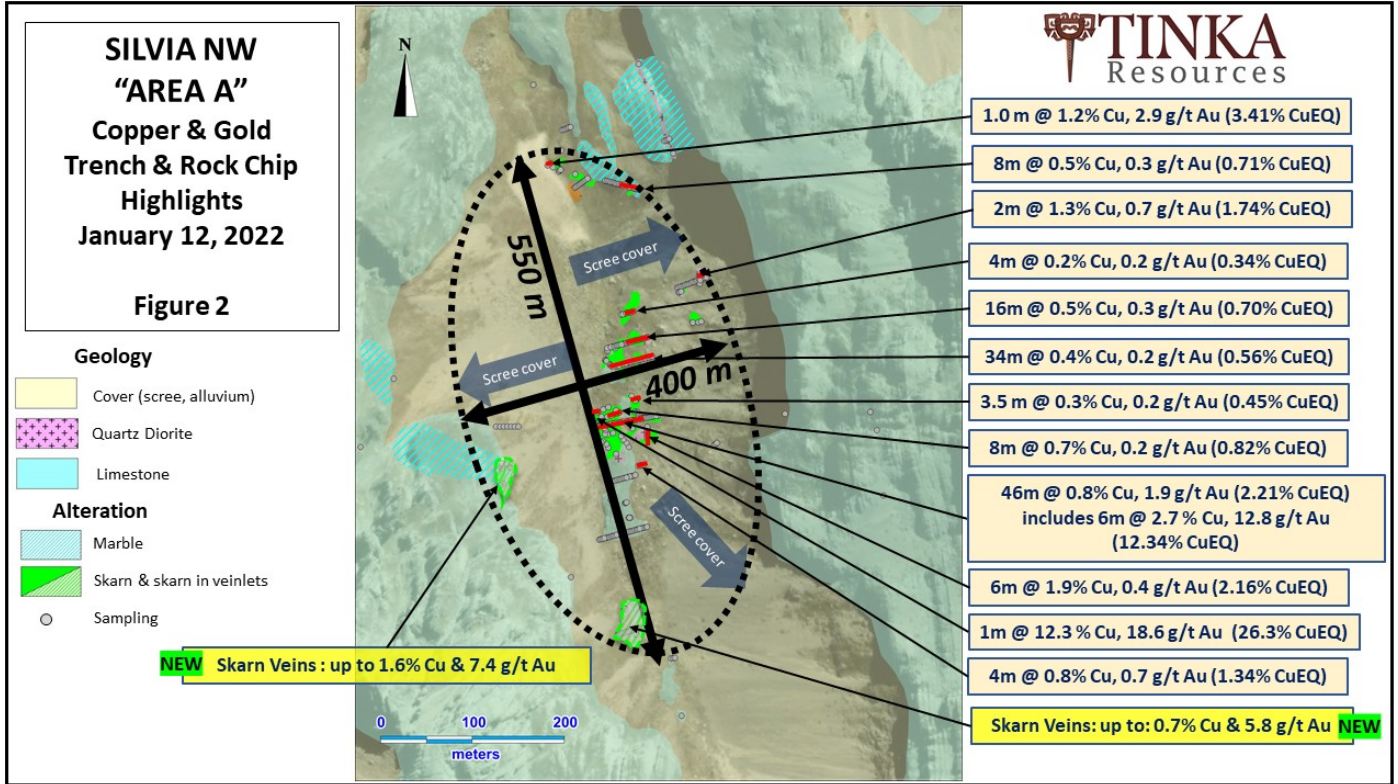 SILVIA NW
“AREA A”
Copper & Gold
Trench & Rock Chip
Highlights
January 12, 2022
Figure 2
Geology
Cover (scree, alluvium)
Quartz Diorite
Limestone
Alteration
Marble
Skarn & skarn in veinlets
Sampling
NEW
Skarn Veins : up to 1.6% Cu & 7.4 g/t Au
N
550 m
400 m
Scree cover
Scree cover
Scree cover
0 100 200
meters
TINKA
Resources
1.0 m @ 1.2% Cu, 2.9 g/t Au (3.41% CuEQ)
8m @ 0.5% Cu, 0.3 g/t Au (0.71% CuEQ)
2m @ 1.3% Cu, 0.7 g/t Au (1.74% CuEQ)
4m @ 0.2% Cu, 0.2 g/t Au (0.34% CuEQ)
16m @ 0.5% Cu, 0.3 g/t Au (0.70% CuEQ)
34m @ 0.4% Cu, 0.2 g/t Au (0.56% CuEQ)
3.5 m @ 0.3% Cu, 0.2 g/t Au (0.45% CuEQ)
8m @ 0.7% Cu, 0.2 g/t Au (0.82% CuEQ)
46m @ 0.8% Cu, 1.9 g/t Au (2.21% CuEQ)
includes 6m @ 2.7 % Cu, 12.8 g/t Au
(12.34% CuEQ)
6m @ 1.9% Cu, 0.4 g/t Au (2.16% CuEQ)
1m @ 12.3 % Cu, 18.6 g/t Au (26.3% CuEQ)
4m @ 0.8% Cu, 0.7 g/t Au (1.34% CuEQ)
Skarn Veins: up to: 0.7% Cu & 5.8 g/t Au NEW